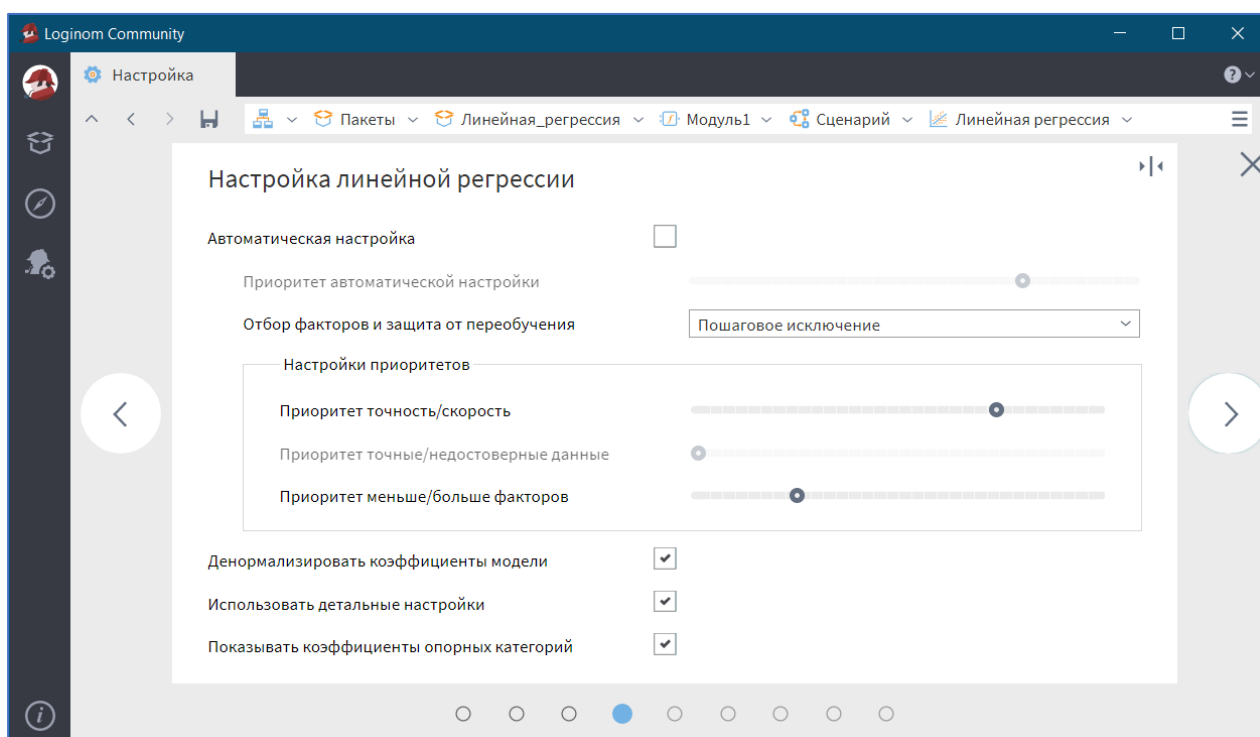 Loginom Community
Настройка
Пакеты Линейная_регрессия Модуль1 Сценарий Линейная регрессия
Настройка линейной регрессии
Автоматическая настройка
Приоритет автоматической настройки
Отбор факторов и защита от переобучения Пошаговое исключение
Настройки приоритетов
Приоритет точность/скорость
Приоритет точные/недостоверные данные
Приоритет меньше/больше факторов
Денормализировать коэффициенты модели
Использовать детальные настройки
Показывать коэффициенты опорных категорий